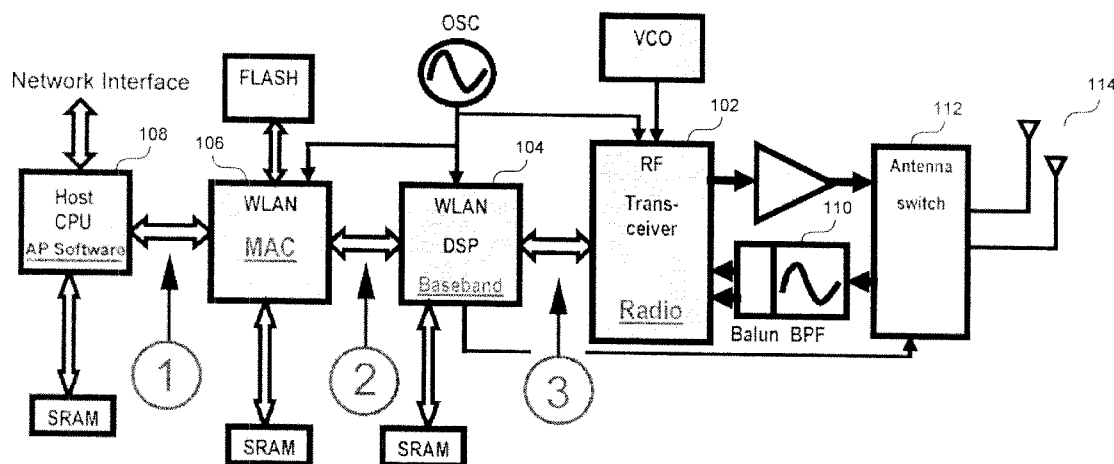 OSC
VCO
FLASH
Network Interface
102
112
114
108
106
104
RF
Trans-
ceiver
Radio
Antenna
switch
110
Host
CPU
AP Software
WLAN
MAC
WLAN
DSP
Baseband
Balun BPF
1
2
3
SRAM
SRAM
SRAM